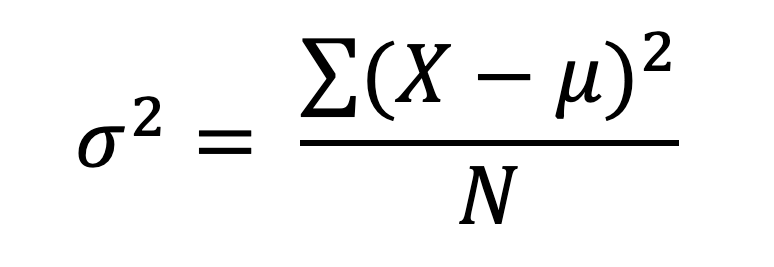 σ² = ∑(X − μ)² / N